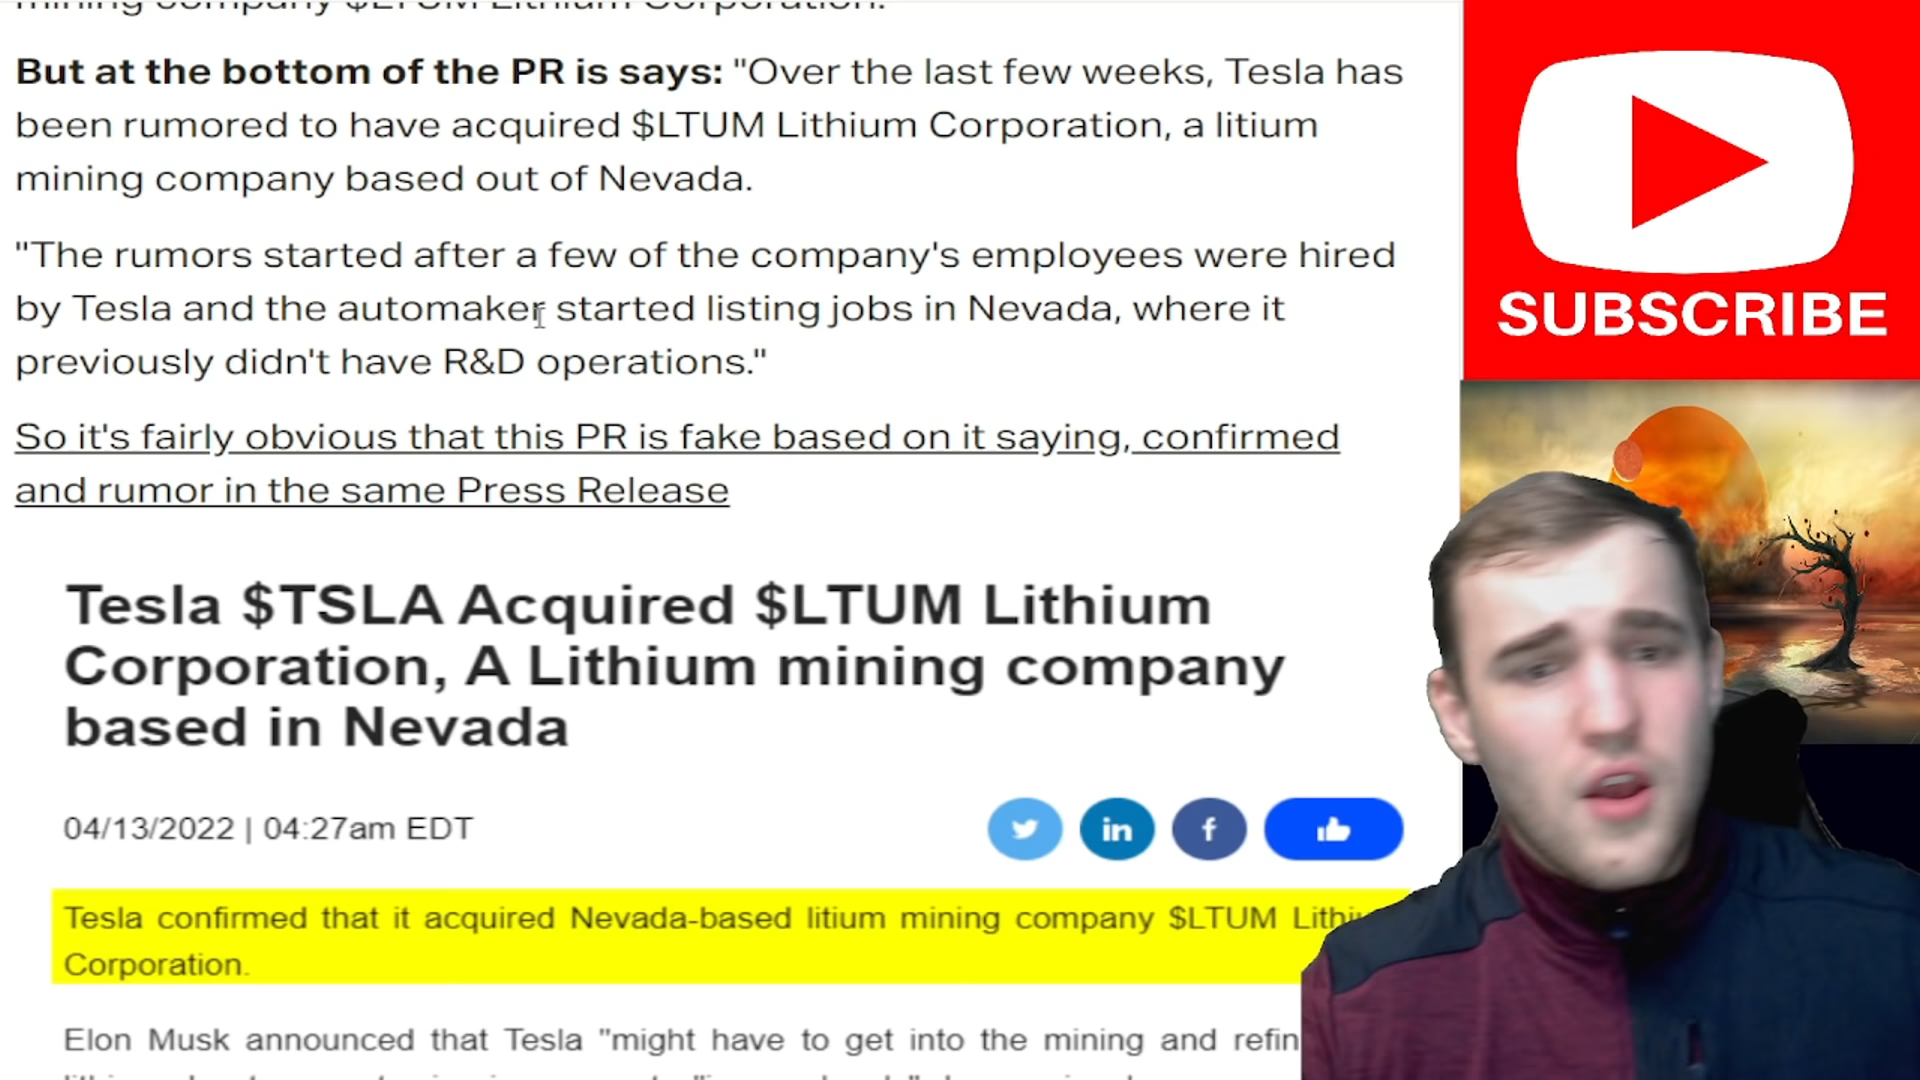 mining company $LTUM Lithium Corporation.
But at the bottom of the PR is says: "Over the last few weeks, Tesla has
been rumored to have acquired $LTUM Lithium Corporation, a litium
mining company based out of Nevada.
"The rumors started after a few of the company's employees were hired
by Tesla and the automaker started listing jobs in Nevada, where it
previously didn't have R&D operations."
So it's fairly obvious that this PR is fake based on it saying, confirmed
and rumor in the same Press Release
Tesla $TSLA Acquired $LTUM Lithium
Corporation, A Lithium mining company
based in Nevada
04/13/2022 | 04:27am EDT
in
f
Tesla confirmed that it acquired Nevada-based litium mining company $LTUM
Corporation.
Elon Musk announced that Tesla "might have to get into the mining and
SUBSCRIBE